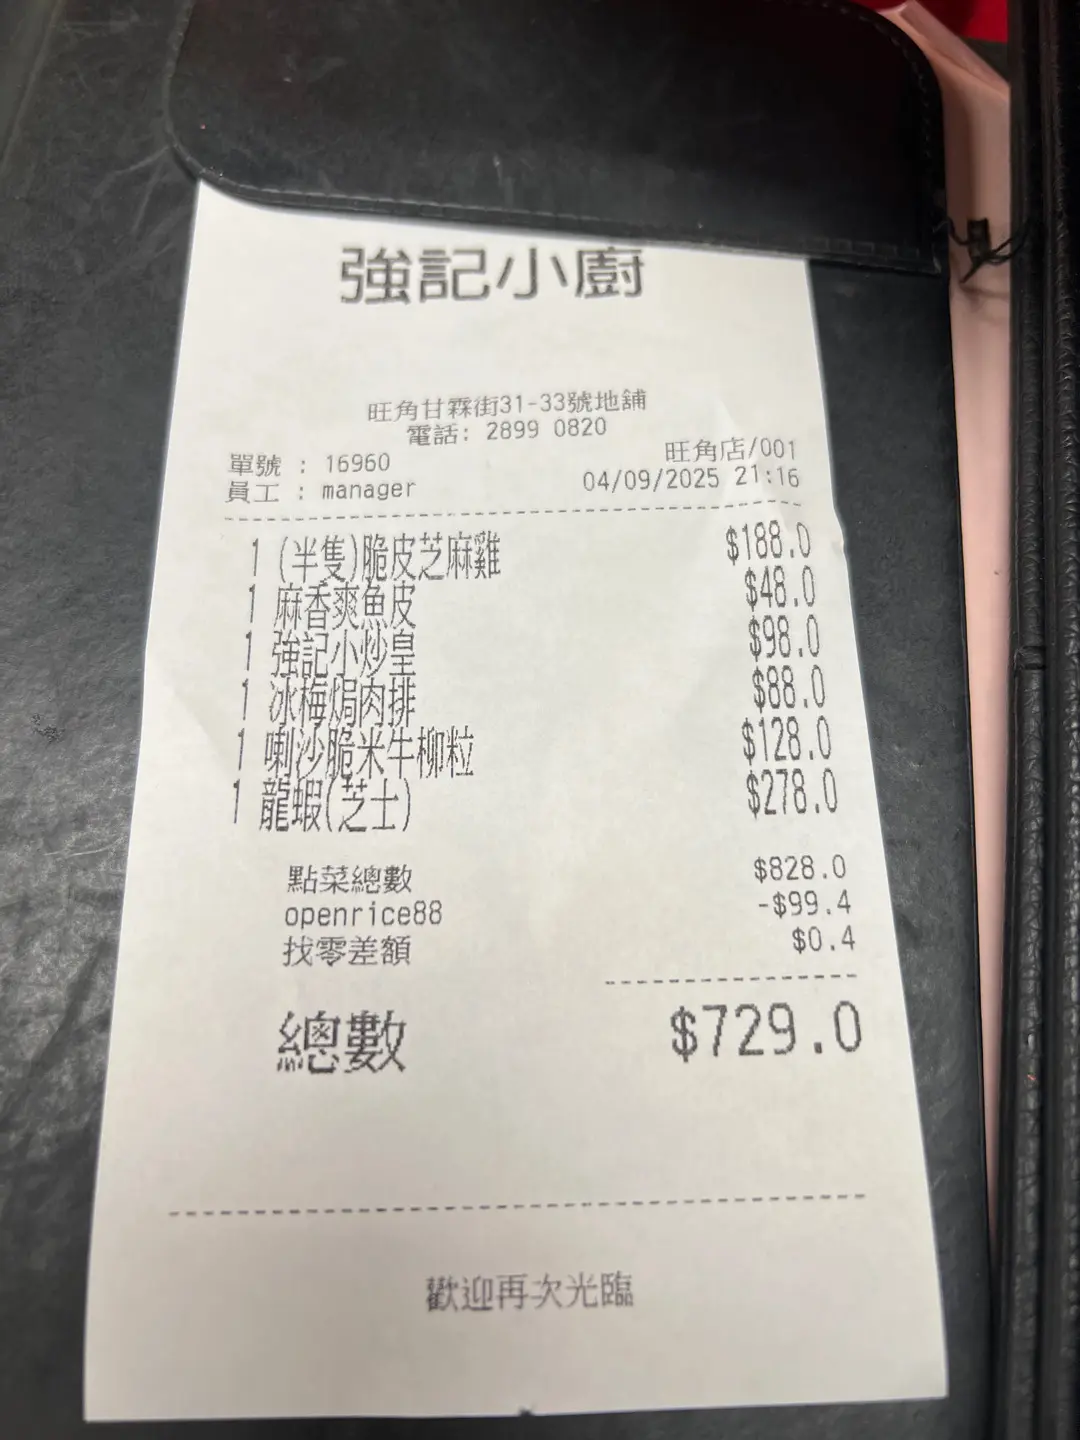 強記小廚
旺角甘霖街31-33號地舖
電話: 2899 0820
單號 : 16960 旺角店/001
員工 : manager 04/09/2025 21:16
1 (半隻)脆皮芝麻雞 $188.0
1 麻香爽魚皮 $48.0
1 強記小炒皇 $98.0
1 冰梅焗肉排 $88.0
1 喇沙脆米牛柳粒 $128.0
1 龍蝦(芝士) $278.0
點菜總數 $828.0
openrice88 -$99.4
找零差額 $0.4
總數 $729.0
歡迎再次光臨